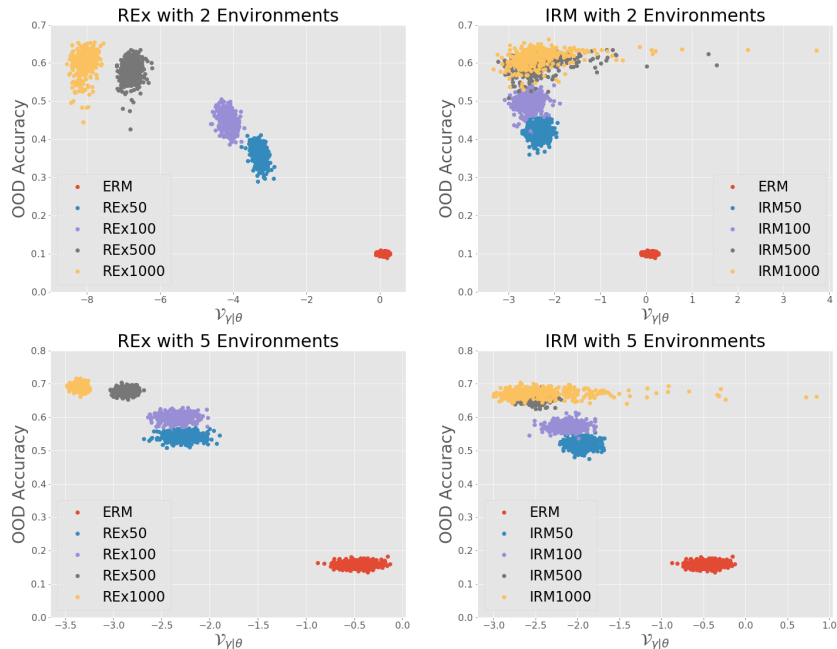 REx with 2 Environments
OOD Accuracy
0.7
0.6
0.5
0.4
0.3
0.2
0.1
0.0
ERM
REx50
REx100
REx500
REx1000
−8
−6
−4
−2
0
𝒱γ|θ
IRM with 2 Environments
OOD Accuracy
0.7
0.6
0.5
0.4
0.3
0.2
0.1
0.0
ERM
IRM50
IRM100
IRM500
IRM1000
−3
−2
−1
0
1
2
3
4
𝒱γ|θ
REx with 5 Environments
OOD Accuracy
0.8
0.7
0.6
0.5
0.4
0.3
0.2
0.1
0.0
ERM
REx50
REx100
REx500
REx1000
−3.5
−3.0
−2.5
−2.0
−1.5
−1.0
−0.5
0.0
𝒱γ|θ
IRM with 5 Environments
OOD Accuracy
0.8
0.7
0.6
0.5
0.4
0.3
0.2
0.1
0.0
ERM
IRM50
IRM100
IRM500
IRM1000
−3.0
−2.5
−2.0
−1.5
−1.0
−0.5
0.0
0.5
1.0
𝒱γ|θ